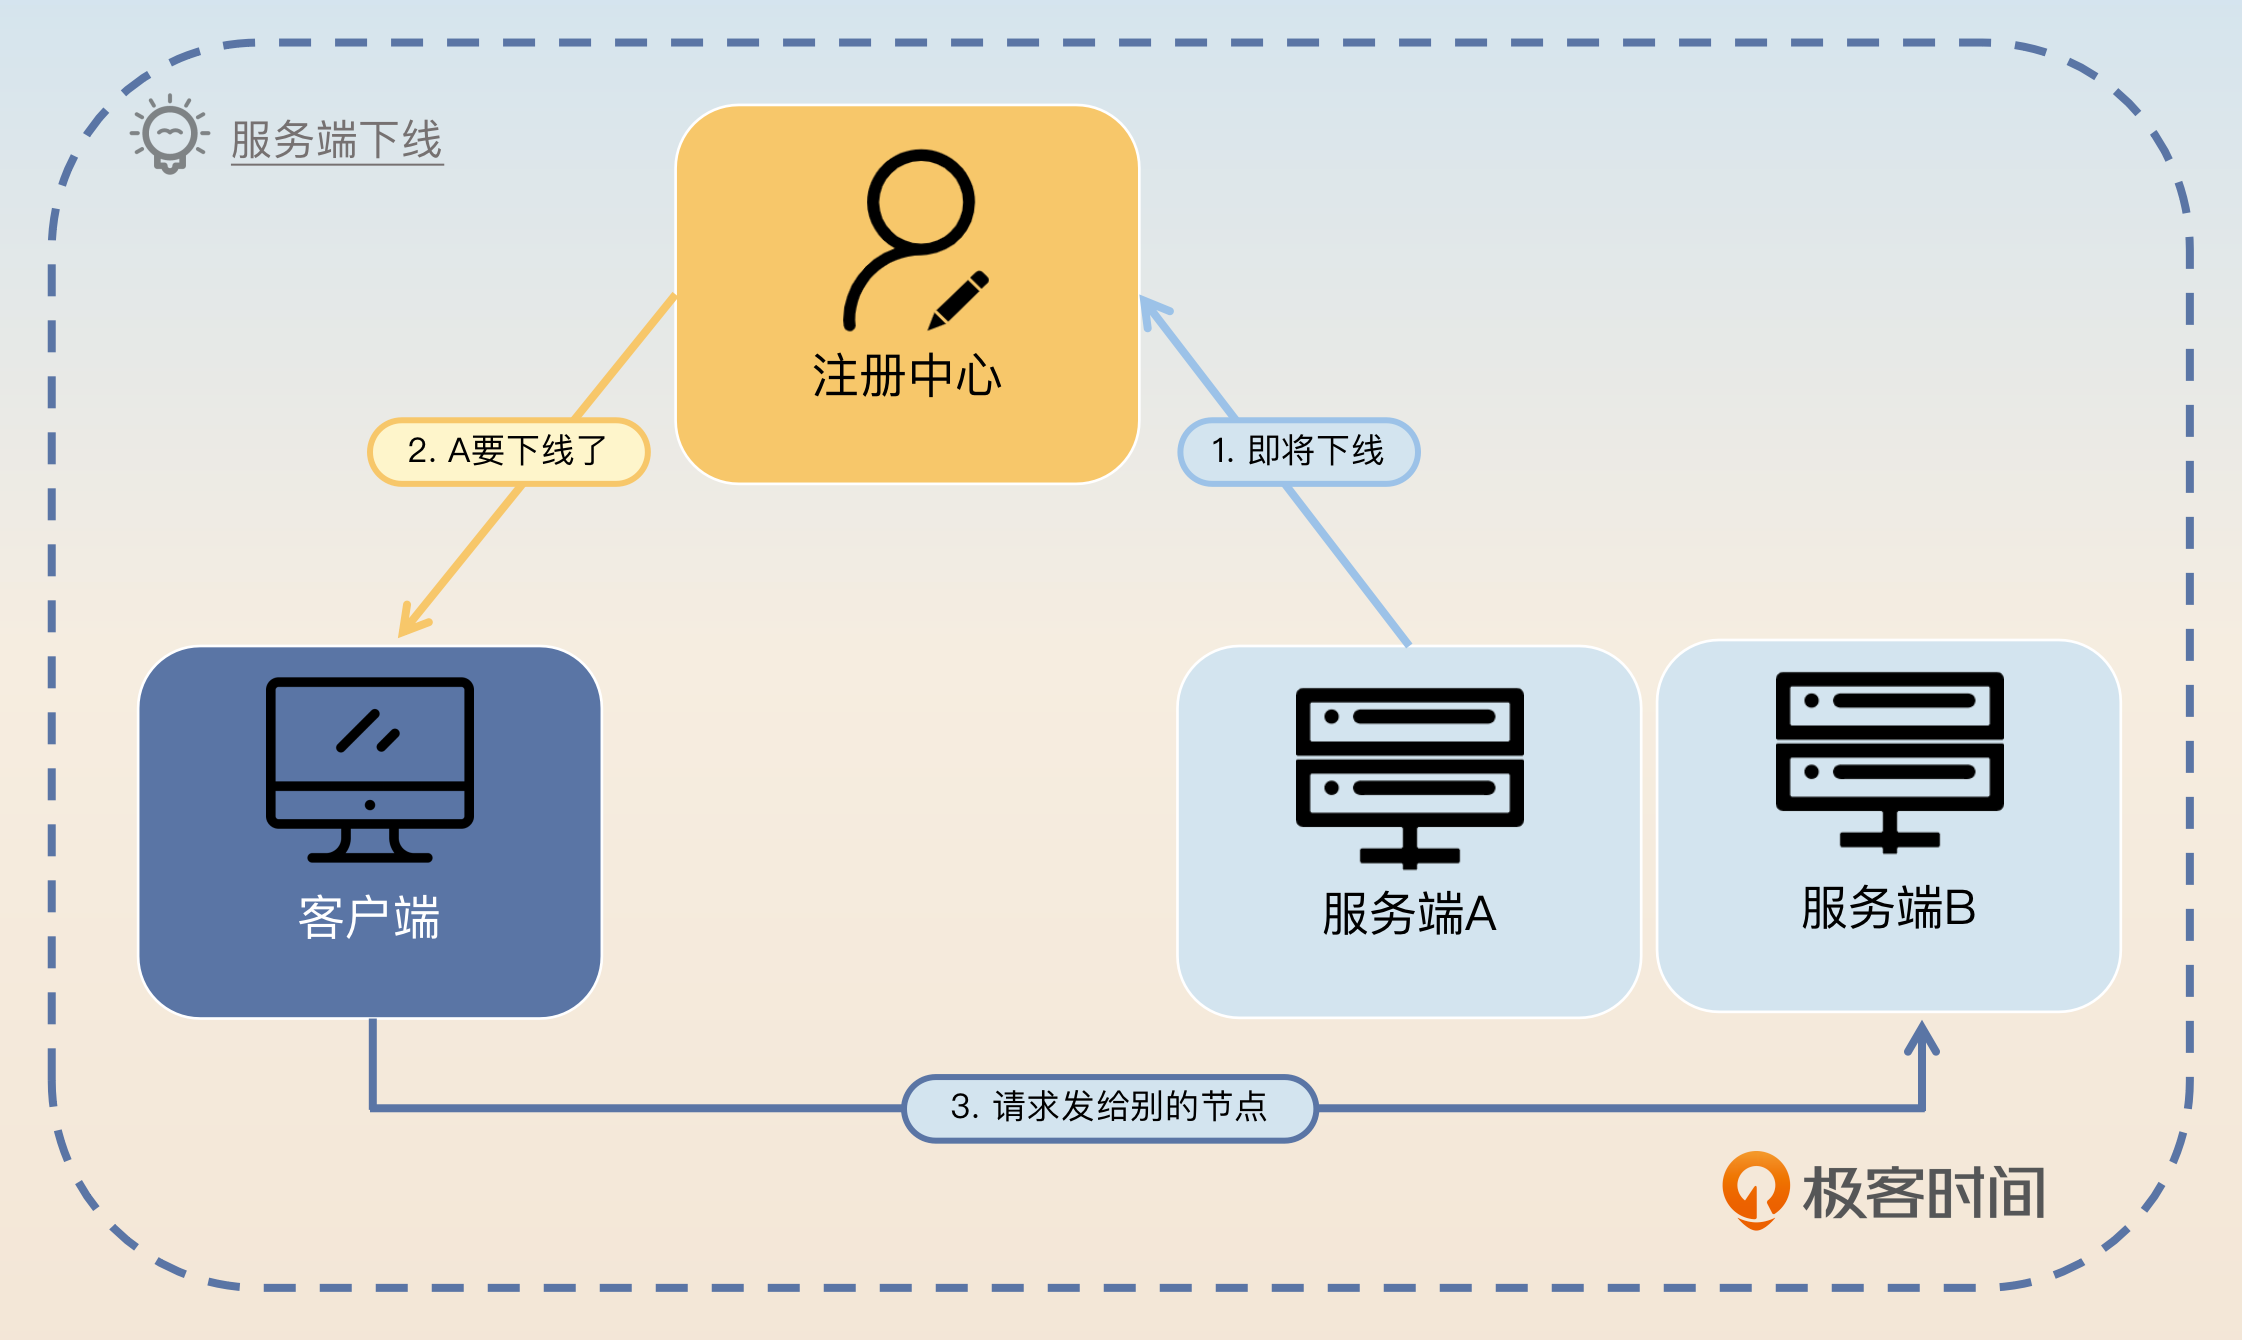 服务端下线
注册中心
2. A要下线了
1. 即将下线
客户端
服务端A
服务端B
3. 请求发给别的节点
极客时间